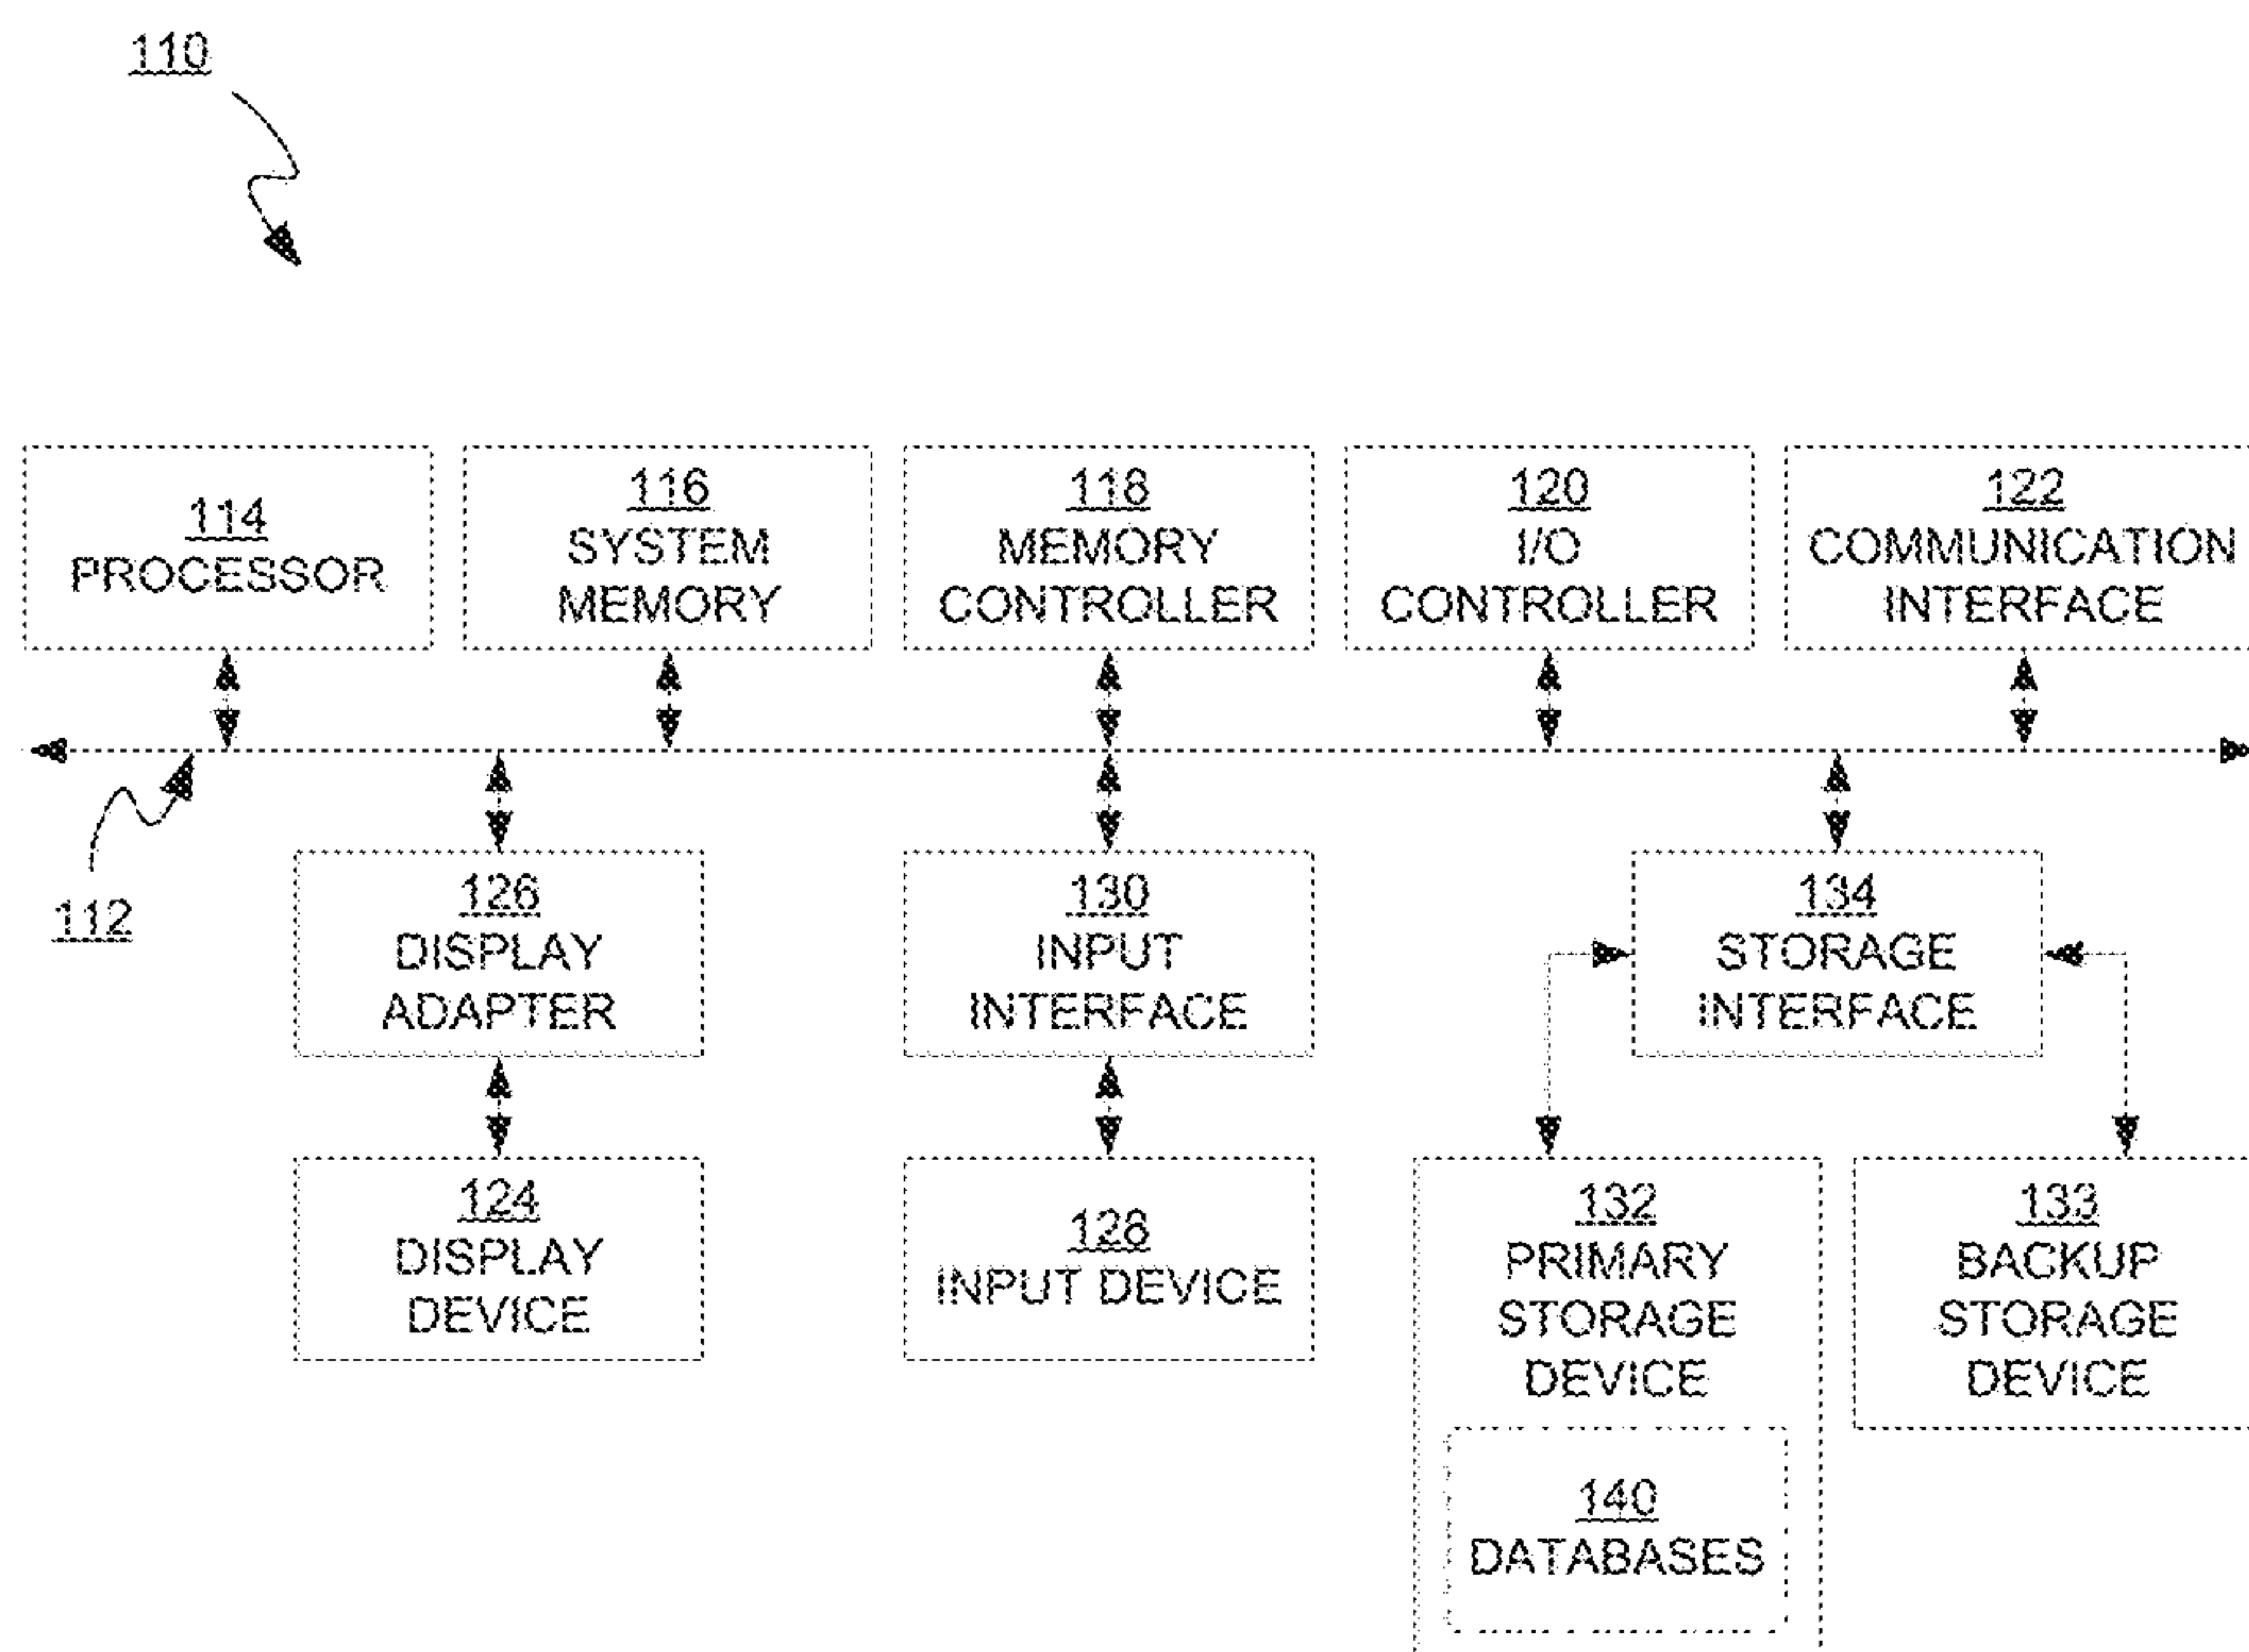 110
114
PROCESSOR
116
SYSTEM
MEMORY
118
MEMORY
CONTROLLER
120
I/O
CONTROLLER
122
COMMUNICATION
INTERFACE
112
126
DISPLAY
ADAPTER
130
INPUT
INTERFACE
134
STORAGE
INTERFACE
124
DISPLAY
DEVICE
128
INPUT DEVICE
132
PRIMARY
STORAGE
DEVICE
133
BACKUP
STORAGE
DEVICE
140
DATABASES